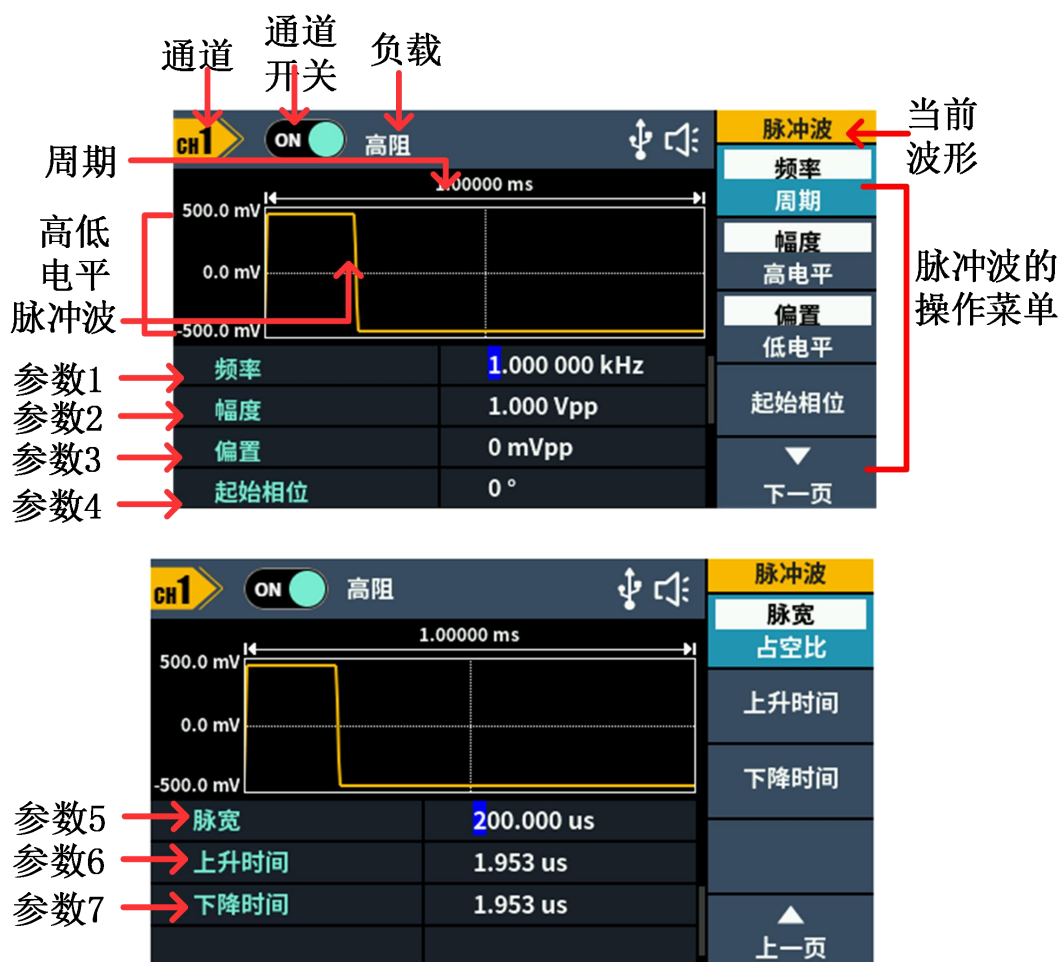 通道
通道
开关
负载
CH1
ON
高阻
脉冲波
当前
波形
周期
1.00000 ms
频率
周期
高低
电平
500.0 mV
幅度
高电平
0.0 mV
脉冲波的
操作菜单
脉冲波
-500.0 mV
偏置
低电平
参数1
频率
1.000 000 kHz
参数2
幅度
1.000 Vpp
起始相位
参数3
偏置
0 mVpp
参数4
起始相位
0 °
下一页
CH1
ON
高阻
脉冲波
1.00000 ms
脉宽
占空比
500.0 mV
上升时间
0.0 mV
下降时间
-500.0 mV
参数5
脉宽
200.000 us
参数6
上升时间
1.953 us
参数7
下降时间
1.953 us
上一页